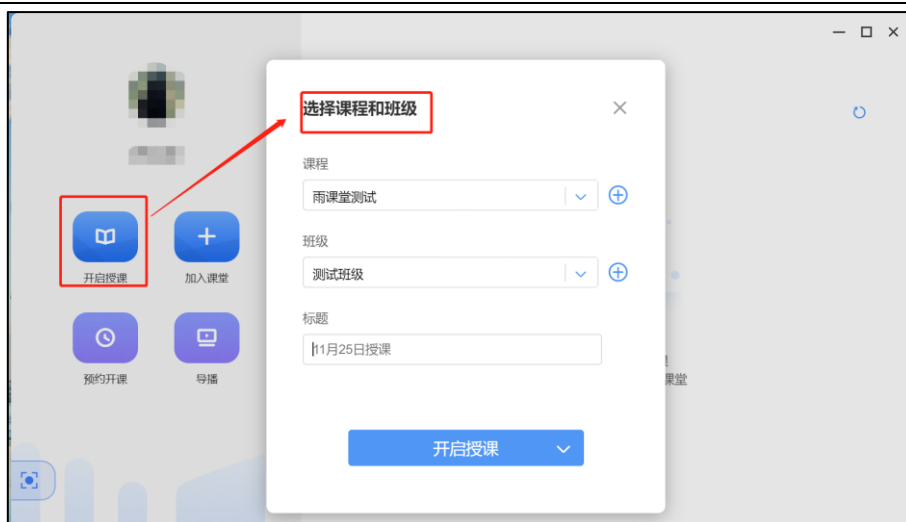 选择课程和班级
课程
雨课堂测试
班级
测试班级
标题
11月25日授课
开启授课
开启授课
加入课堂
预约开课
导播
课堂